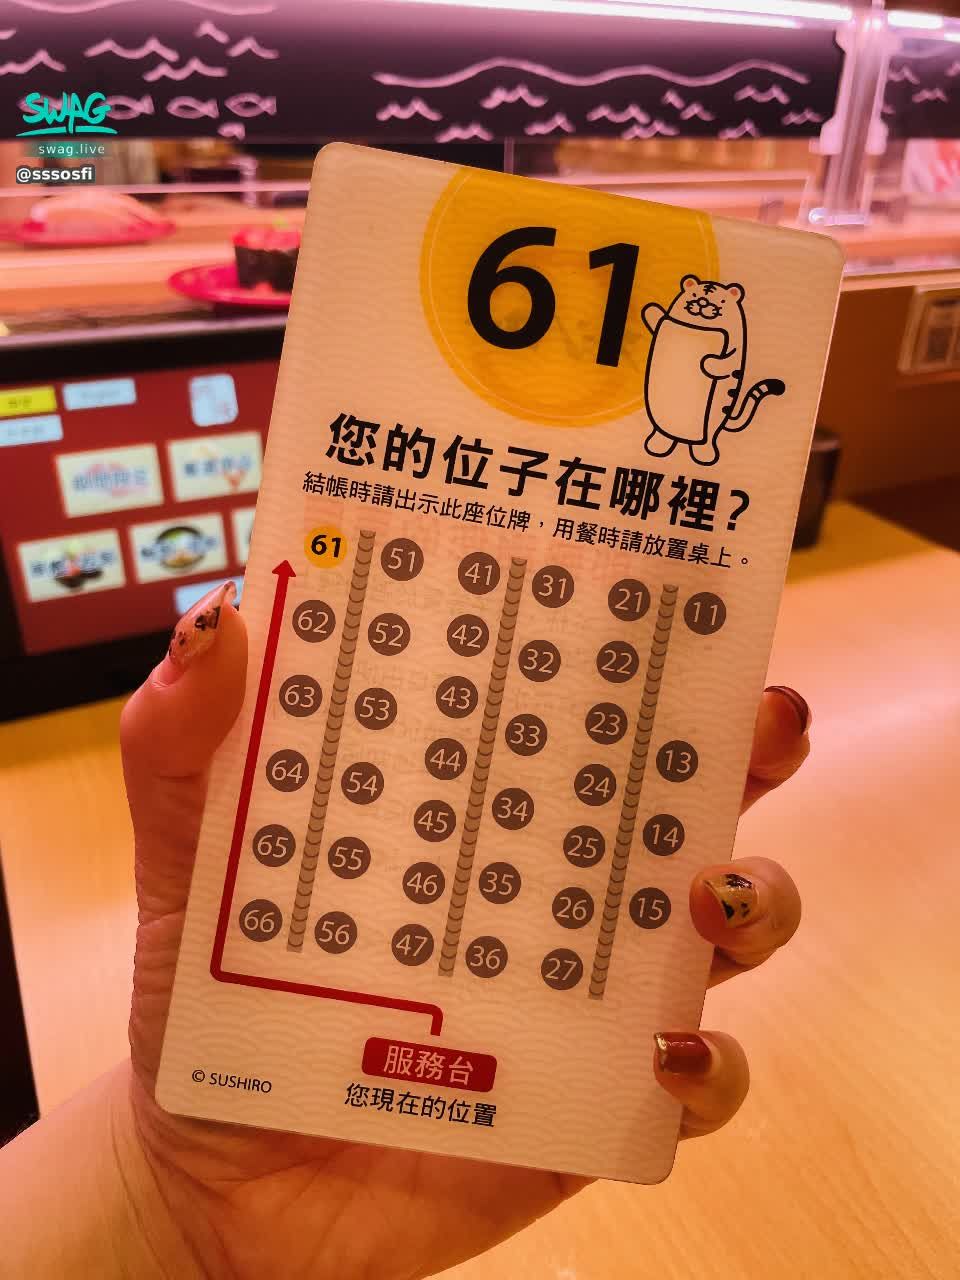 SWAG
swag.live
@sssosfi
61
您的位子在哪裡?
結帳時請出示此座位牌，用餐時請放置桌上。
61 51 41 31 21 11
62 52 42 32 22
63 53 43 33 23 13
64 54 44 34 24 14
65 55 45 35 25 15
66 56 46 36 26
47 27
服務台
您現在的位置
© SUSHIRO